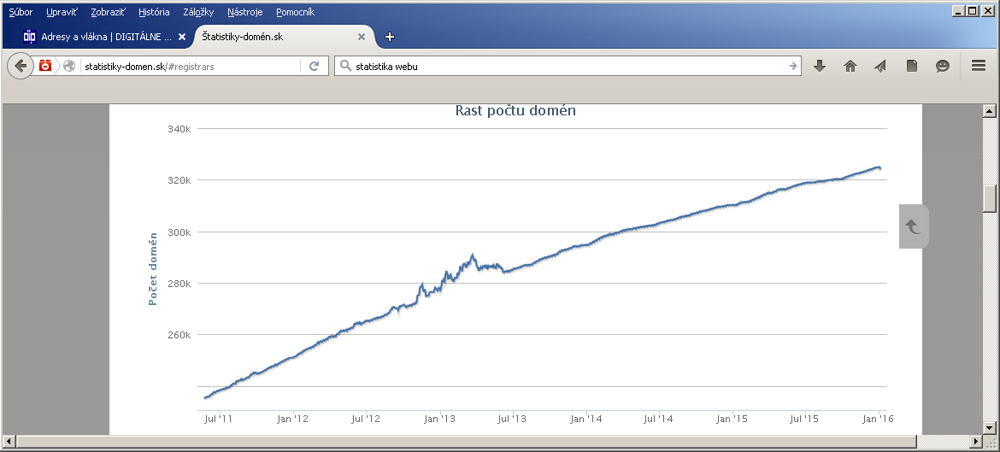 Súbor Upraviť Zobraziť História Záložky Nástroje Pomocník
Adresy a vlákna | DIGITÁLNE ... Štatistiky-domén.sk
statistiky-domen.sk/#registrars statistika webu
Rast počtu domén
340k
320k
300k
280k
260k
Počet domén
Jul '11 Jan '12 Jul '12 Jan '13 Jul '13 Jan '14 Jul '14 Jan '15 Jul '15 Jan '16